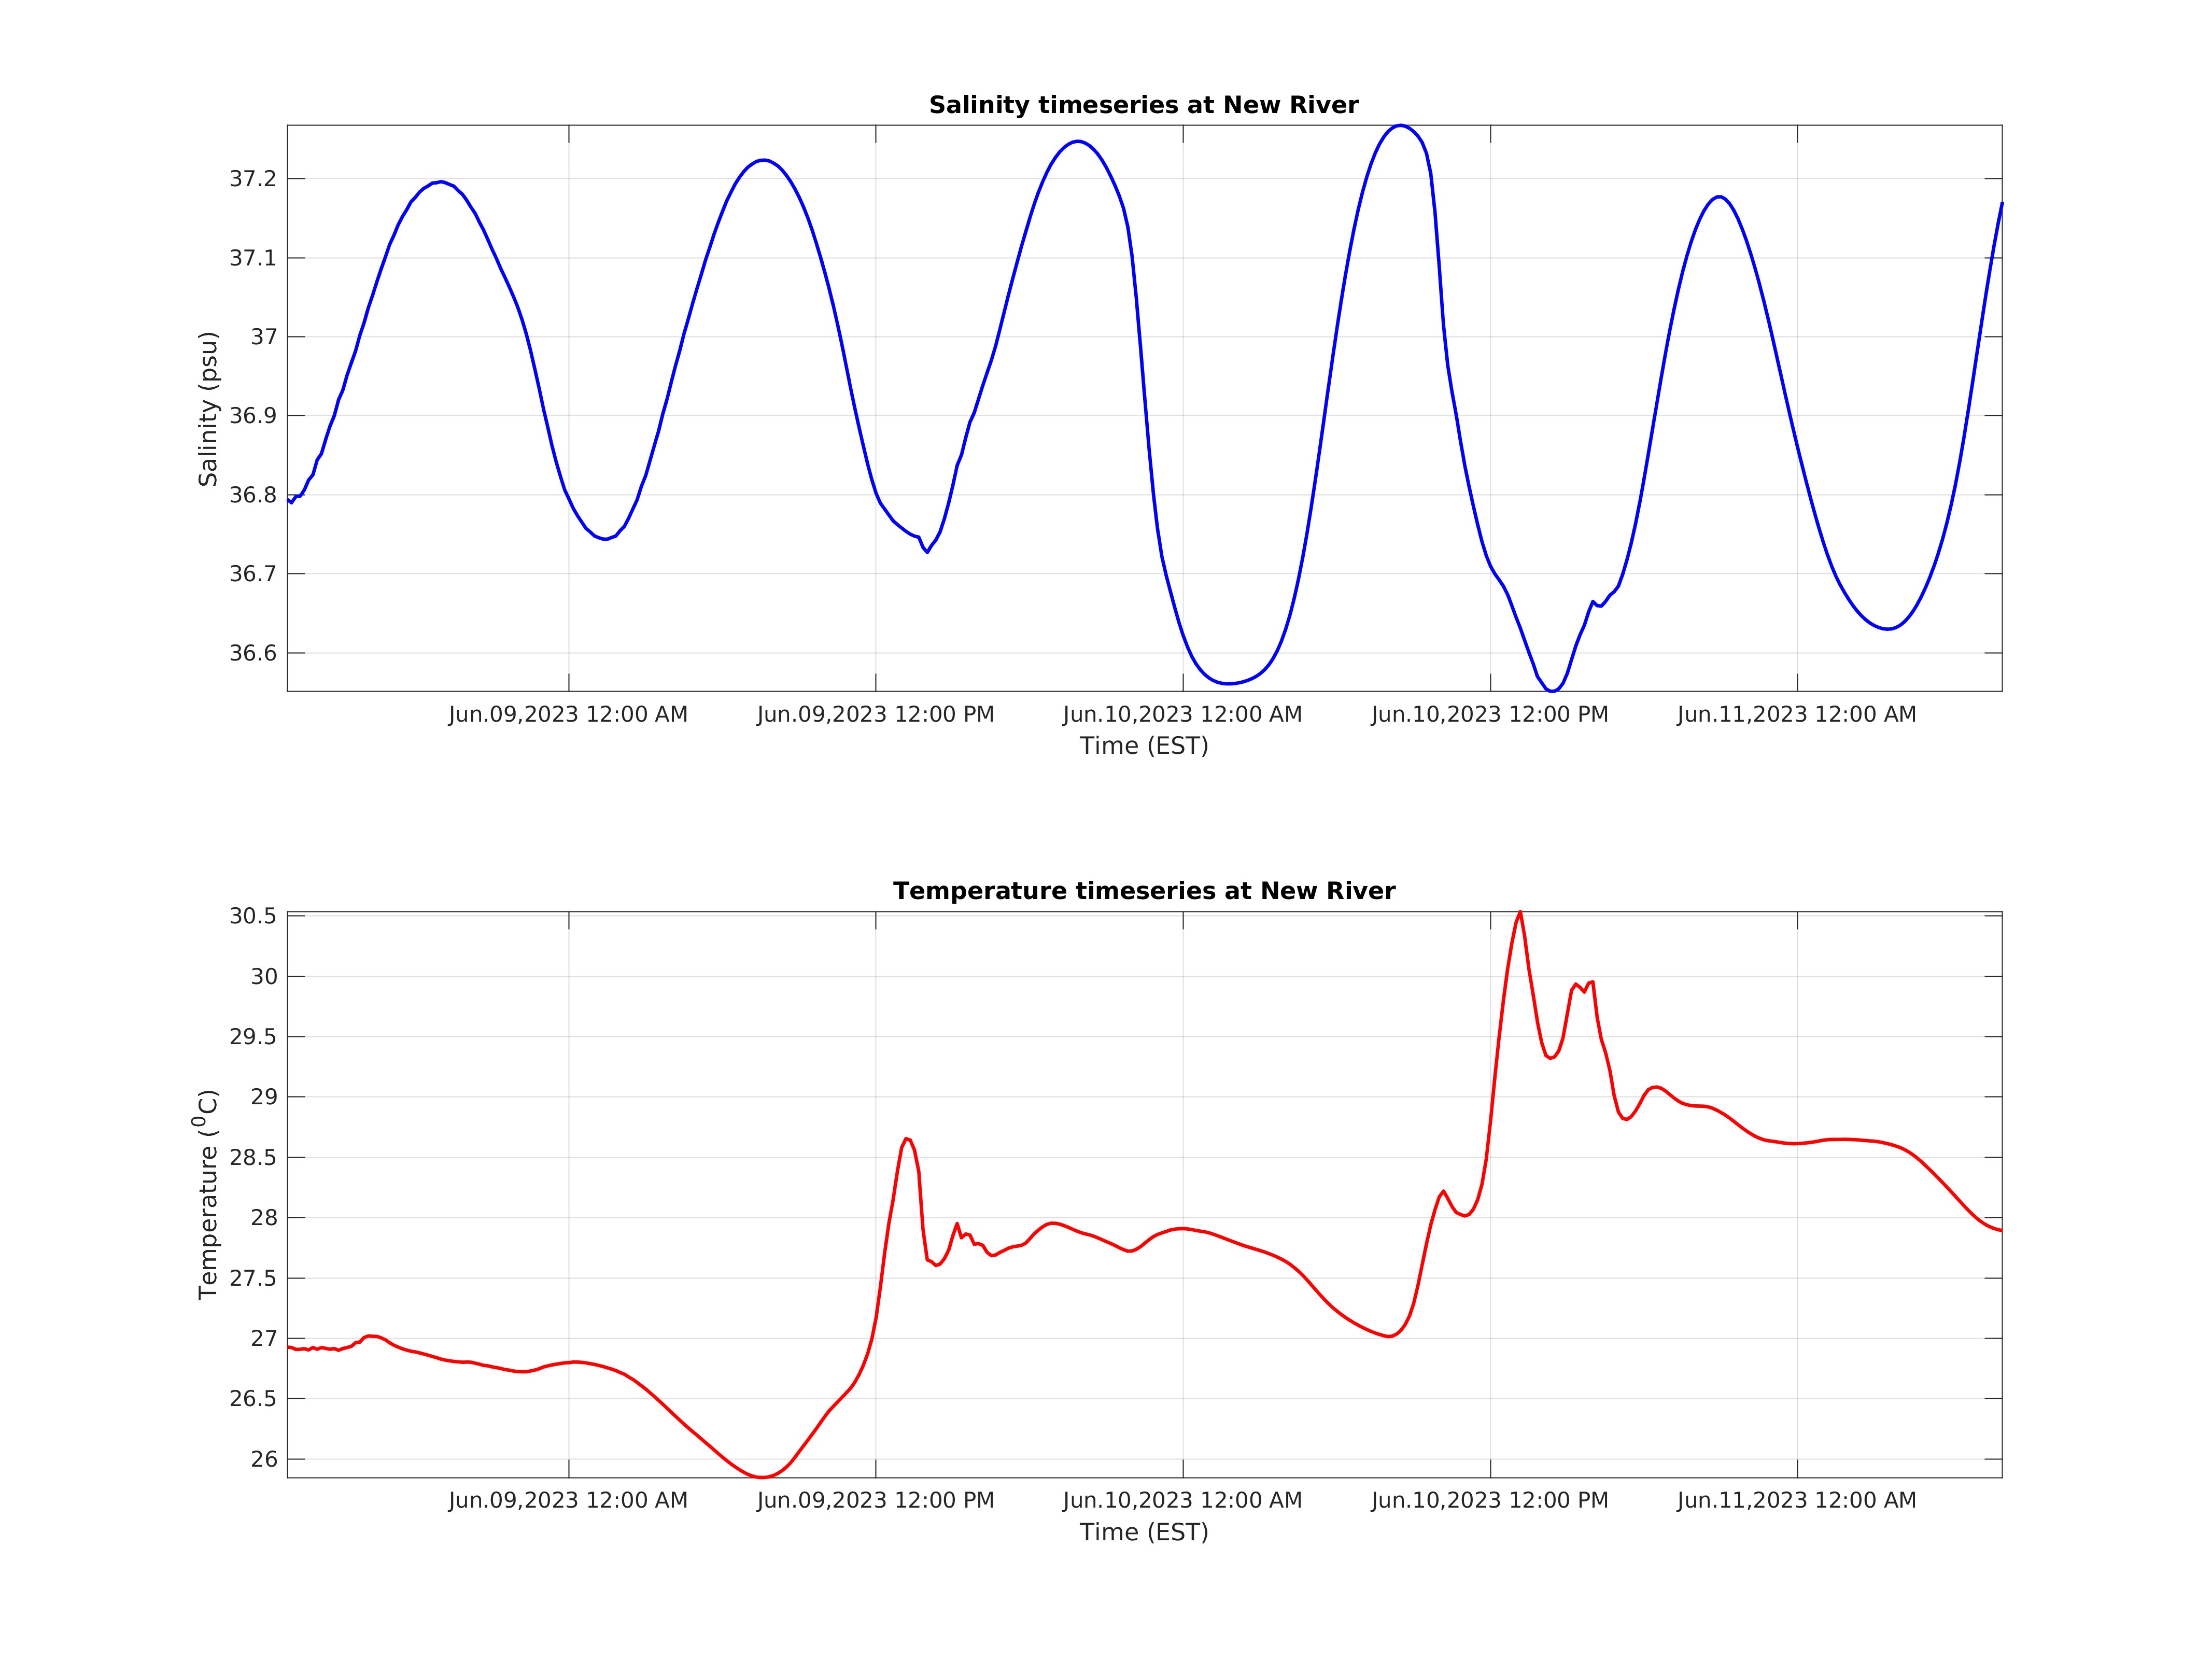 Salinity timeseries at New River
Salinity (psu)
37.2
37.1
37
36.9
36.8
36.7
36.6
Jun.09,2023 12:00 AM Jun.09,2023 12:00 PM Jun.10,2023 12:00 AM Jun.10,2023 12:00 PM Jun.11,2023 12:00 AM
Time (EST)
Temperature timeseries at New River
Temperature (⁰C)
30.5
30
29.5
29
28.5
28
27.5
27
26.5
26
Jun.09,2023 12:00 AM Jun.09,2023 12:00 PM Jun.10,2023 12:00 AM Jun.10,2023 12:00 PM Jun.11,2023 12:00 AM
Time (EST)